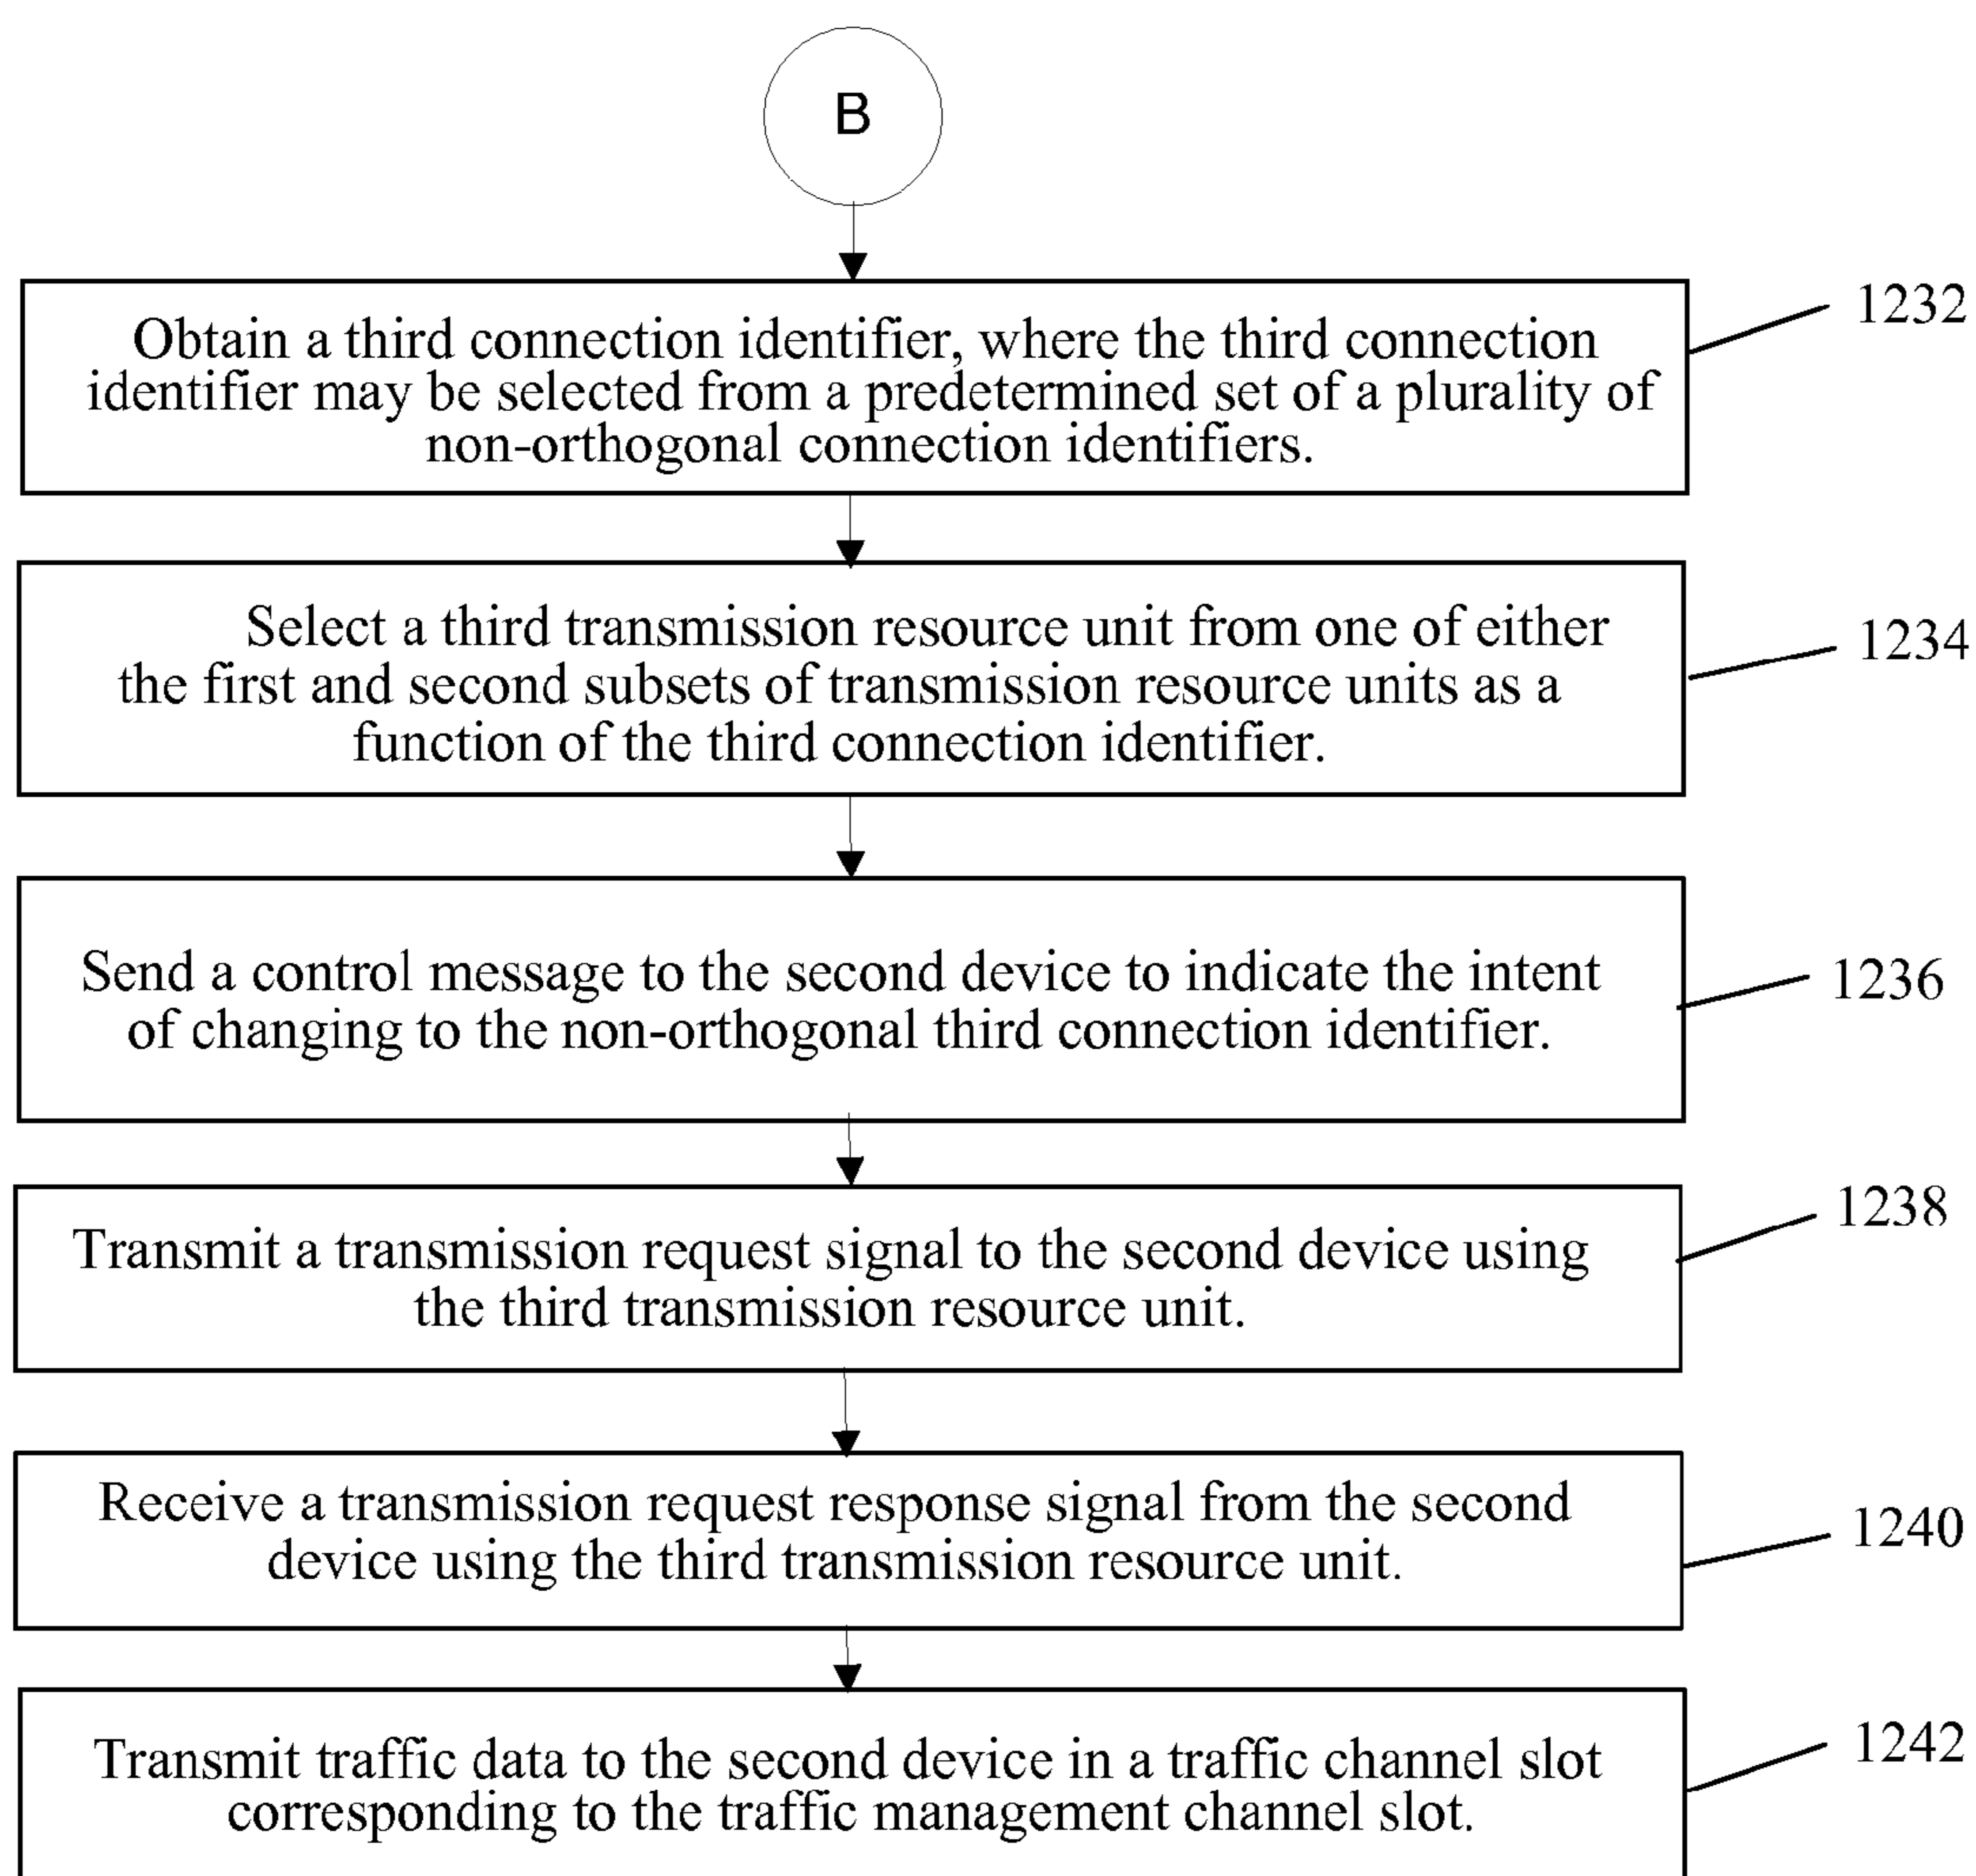 B
Obtain a third connection identifier, where the third connection
identifier may be selected from a predetermined set of a plurality of
non-orthogonal connection identifiers.
1232
Select a third transmission resource unit from one of either
the first and second subsets of transmission resource units as a
function of the third connection identifier.
1234
Send a control message to the second device to indicate the intent
of changing to the non-orthogonal third connection identifier.
1236
Transmit a transmission request signal to the second device using
the third transmission resource unit.
1238
Receive a transmission request response signal from the second
device using the third transmission resource unit.
1240
Transmit traffic data to the second device in a traffic channel slot
corresponding to the traffic management channel slot.
1242